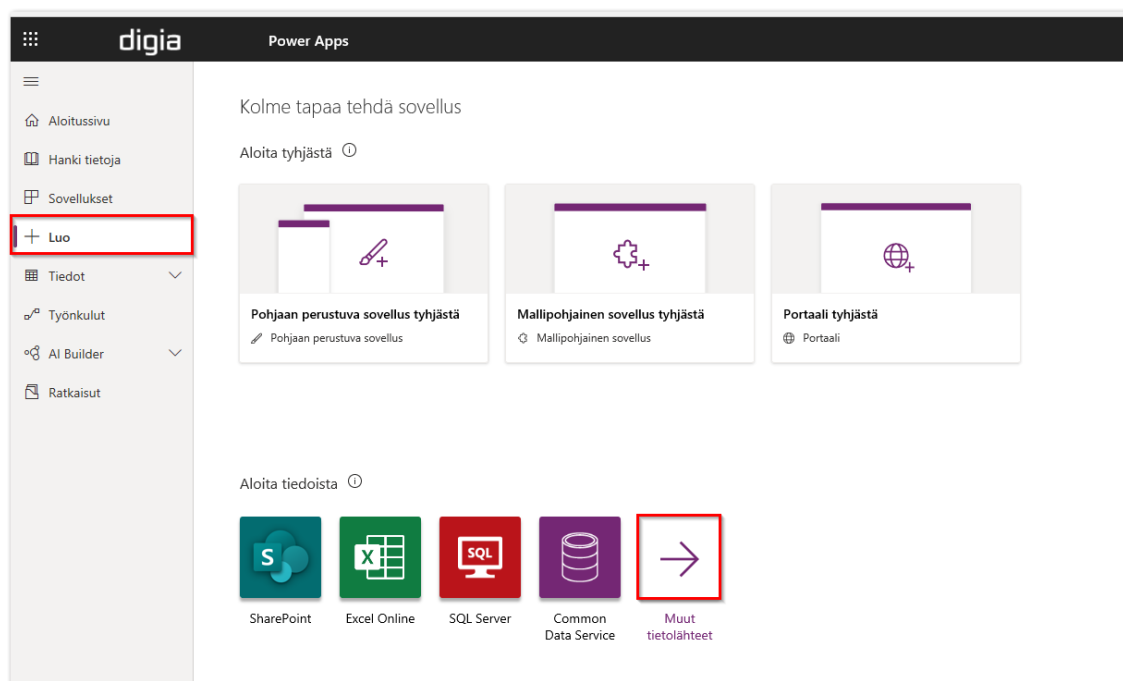 digia
Power Apps
Aloitussivu
Hanki tietoja
Sovellukset
Luo
Tiedot
Työnkulut
AI Builder
Ratkaisut
Kolme tapaa tehdä sovellus
Aloita tyhjästä
Pohjaan perustuva sovellus tyhjästä
Pohjaan perustuva sovellus
Mallipohjainen sovellus tyhjästä
Mallipohjainen sovellus
Portaali tyhjästä
Portaali
Aloita tiedoista
S
SharePoint
X
Excel Online
SQL
SQL Server
Common
Data Service
Muut
tietolähteet